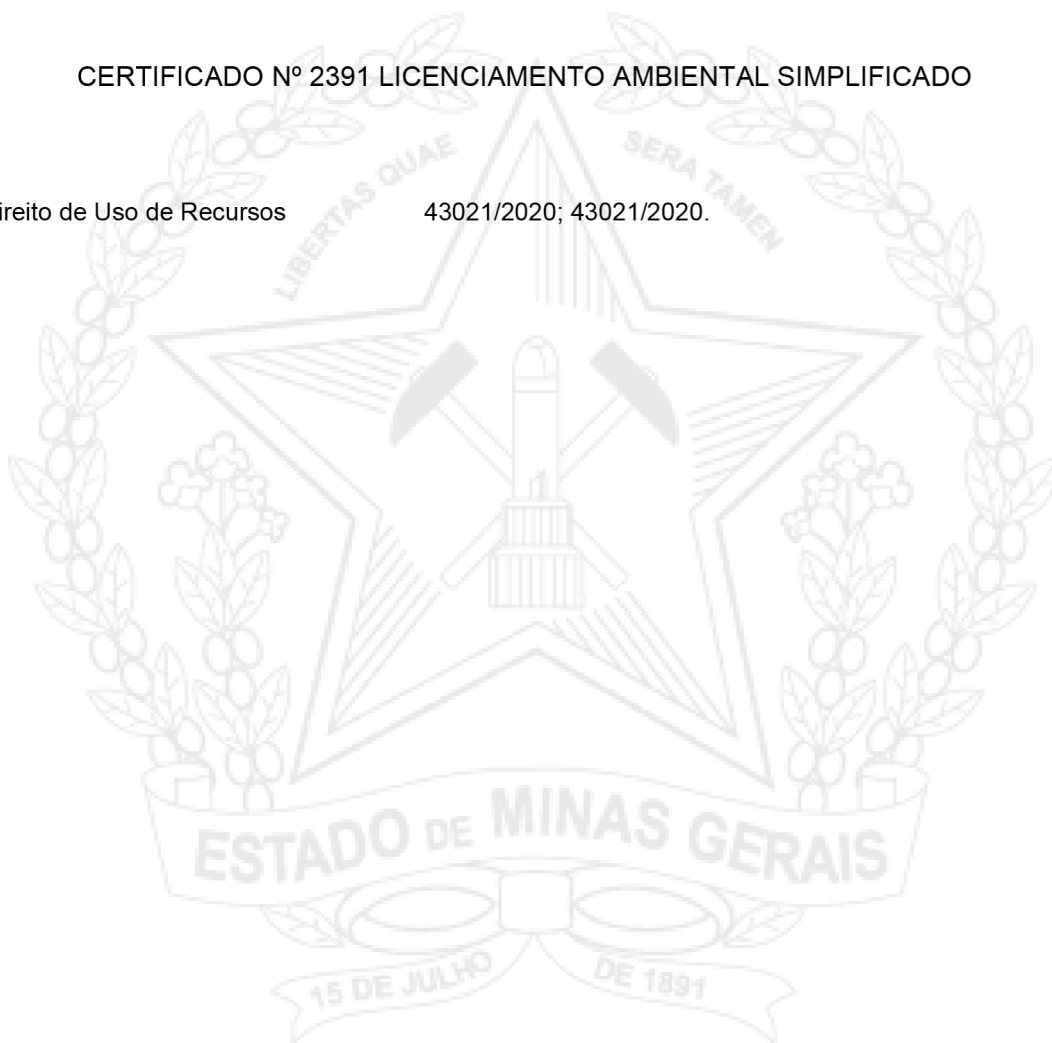 CERTIFICADO Nº 2391 LICENCIAMENTO AMBIENTAL SIMPLIFICADO
LIBERTAS QUAE SERA TAMEN
ireito de Uso de Recursos 43021/2020; 43021/2020.
ESTADO DE MINAS GERAIS
15 DE JULHO DE 1891